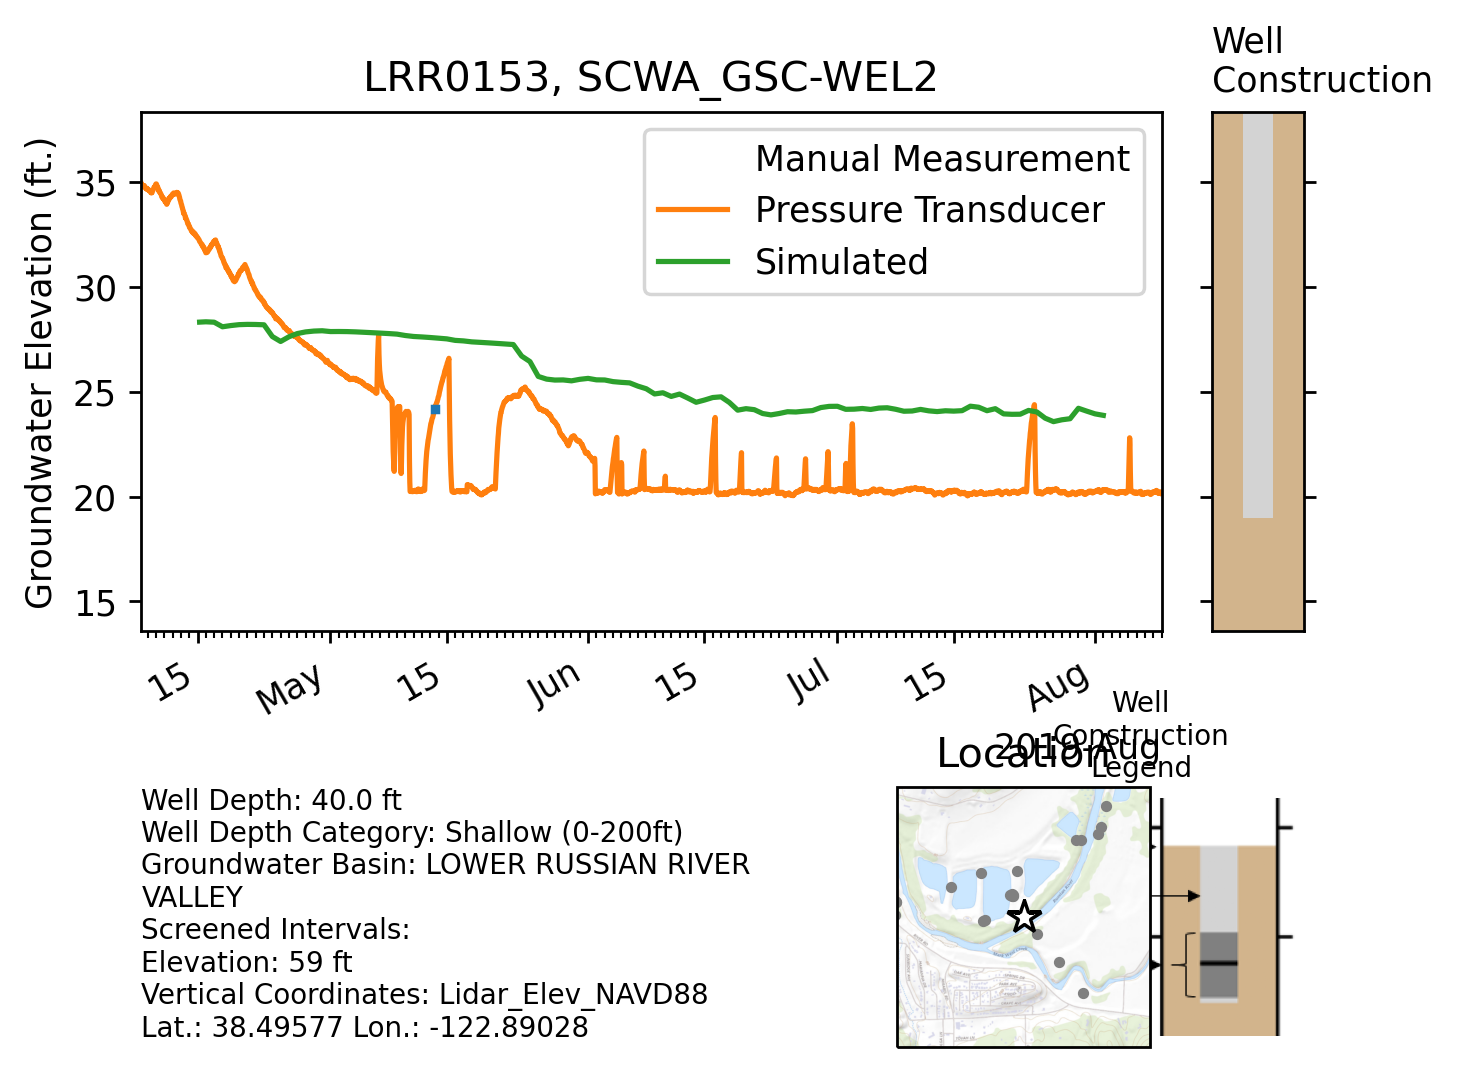 Well
Construction
LRR0153, SCWA_GSC-WEL2
Groundwater Elevation (ft.)
35
30
25
20
15
Manual Measurement
Pressure Transducer
Simulated
15
May
15
Jun
15
Jul
15
Aug
2019-Aug
Location
Well
Construction
Legend
Well Depth: 40.0 ft
Well Depth Category: Shallow (0-200ft)
Groundwater Basin: LOWER RUSSIAN RIVER
VALLEY
Screened Intervals:
Elevation: 59 ft
Vertical Coordinates: Lidar_Elev_NAVD88
Lat.: 38.49577 Lon.: -122.89028